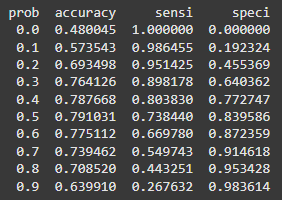 prob accuracy sensi speci
0.0 0.480045 1.000000 0.000000
0.1 0.573543 0.986455 0.192324
0.2 0.693498 0.951425 0.455369
0.3 0.764126 0.898178 0.640362
0.4 0.787668 0.803830 0.772747
0.5 0.791031 0.738440 0.839586
0.6 0.775112 0.669780 0.872359
0.7 0.739462 0.549743 0.914618
0.8 0.708520 0.443251 0.953428
0.9 0.639910 0.267632 0.983614